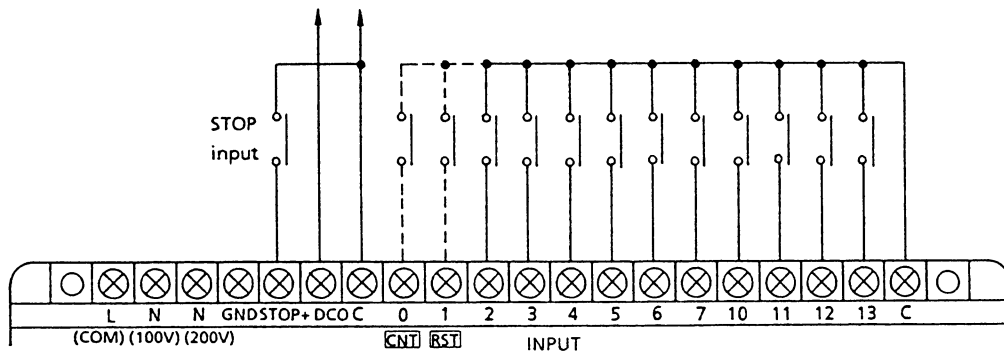 STOP
input
L N N GND STOP + DCO C 0 1 2 3 4 5 6 7 10 11 12 13 C
(COM) (100V) (200V) CNT RST INPUT